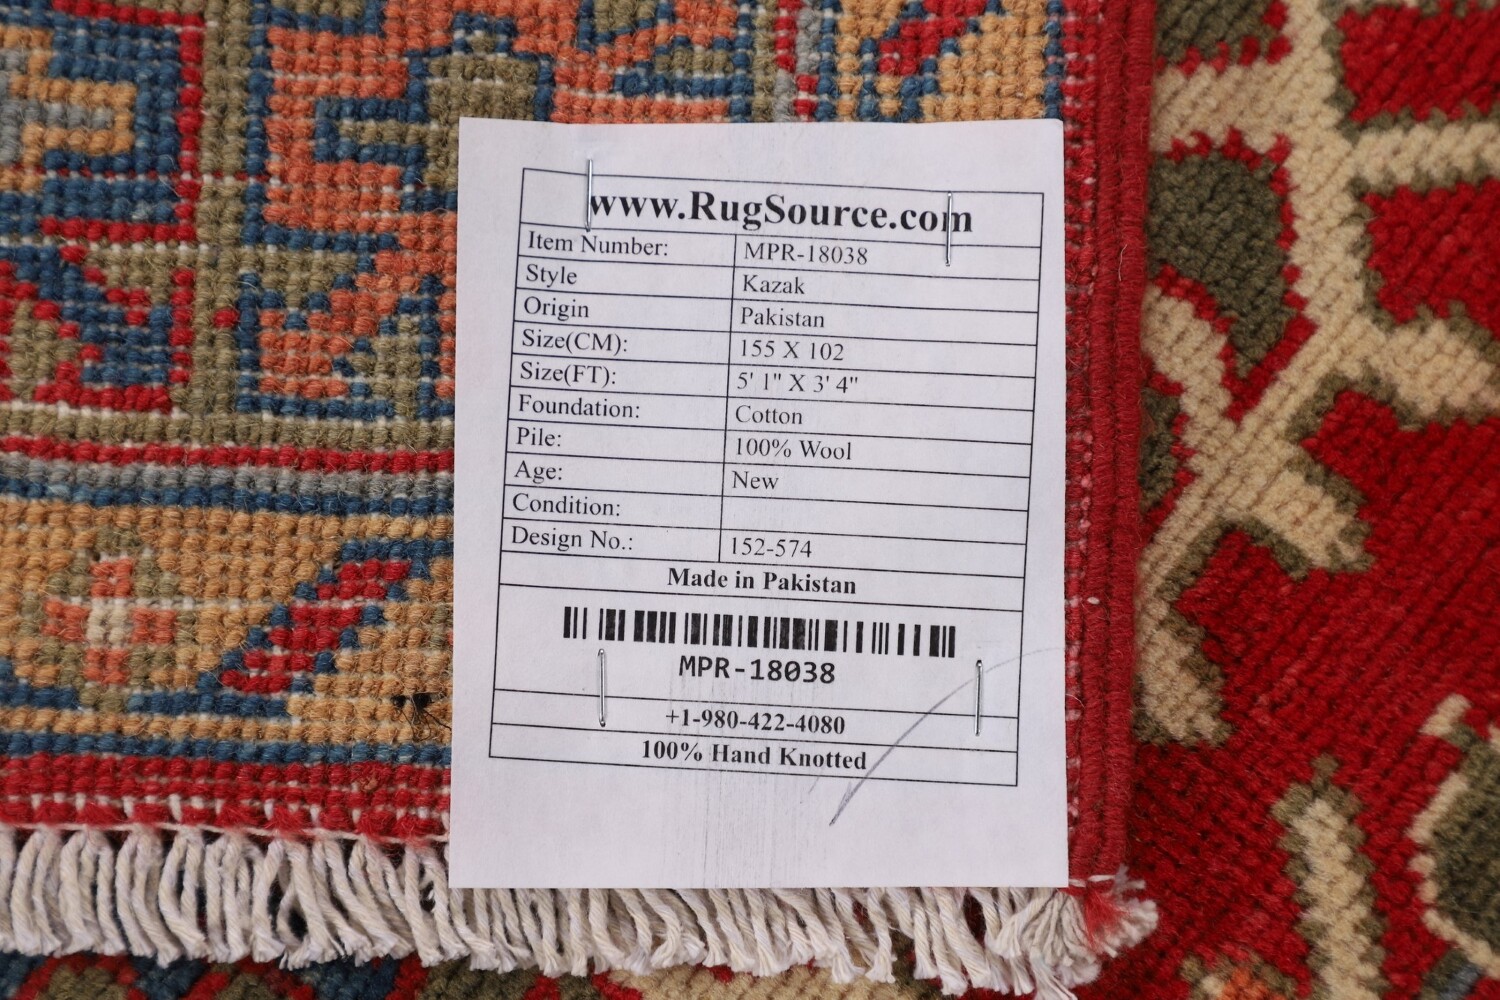 www.RugSource.com
Item Number: MPR-18038
Style Kazak
Origin Pakistan
Size(CM): 155 X 102
Size(FT): 5' 1" X 3' 4"
Foundation: Cotton
Pile: 100% Wool
Age: New
Condition:
Design No.: 152-574
Made in Pakistan
MPR-18038
+1-980-422-4080
100% Hand Knotted